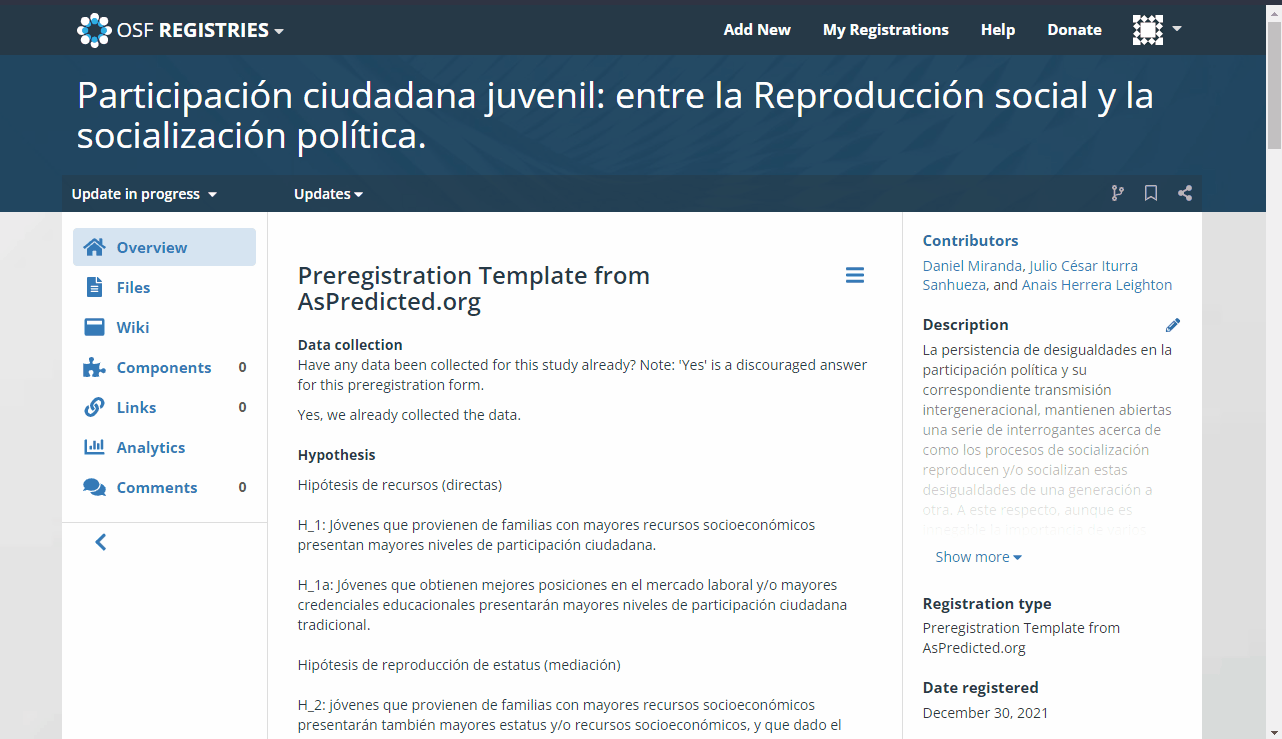 OSF REGISTRIES
Add New
My Registrations
Help
Donate
Participación ciudadana juvenil: entre la Reproducción social y la
socialización política.
Update in progress
Updates
Overview
Files
Wiki
Components 0
Links 0
Analytics
Comments 0
Preregistration Template from
AsPredicted.org
Data collection
Have any data been collected for this study already? Note: 'Yes' is a discouraged answer
for this preregistration form.
Yes, we already collected the data.
Hypothesis
Hipótesis de recursos (directas)
H_1: Jóvenes que provienen de familias con mayores recursos socioeconómicos
presentan mayores niveles de participación ciudadana.
H_1a: Jóvenes que obtienen mejores posiciones en el mercado laboral y/o mayores
credenciales educacionales presentarán mayores niveles de participación ciudadana
tradicional.
Hipótesis de reproducción de estatus (mediación)
H_2: jóvenes que provienen de familias con mayores recursos socioeconómicos
presentarán también mayores estatus y/o recursos socioeconómicos, y que dado el
Contributors
Daniel Miranda, Julio César Iturra
Sanhueza, and Anais Herrera Leighton
Description
La persistencia de desigualdades en la
participación política y su
correspondiente transmisión
intergeneracional, mantienen abiertas
una serie de interrogantes acerca de
como los procesos de socialización
reproducen y/o socializan estas
desigualdades de una generación a
otra. A este respecto, aunque es
innegable la importancia de varios
Show more
Registration type
Preregistration Template from
AsPredicted.org
Date registered
December 30, 2021